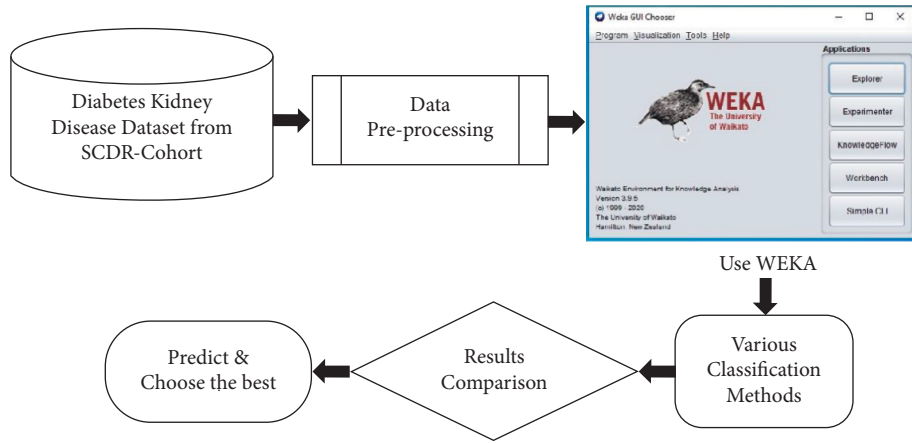 Diabetes Kidney
Disease Dataset from
SCDR-Cohort
Data
Pre-processing
Weka GUI Chooser
Program Visualization Tools Help
Applications
WEKA
The University
of Waikato
Explorer
Experimenter
KnowledgeFlow
Workbench
Simple CLI
Waikato Environment for Knowledge Analysis
Version 3.9.5
(c) 1999 - 2020
The University of Waikato
Hamilton, New Zealand
Use WEKA
Various
Classification
Methods
Results
Comparison
Predict &
Choose the best